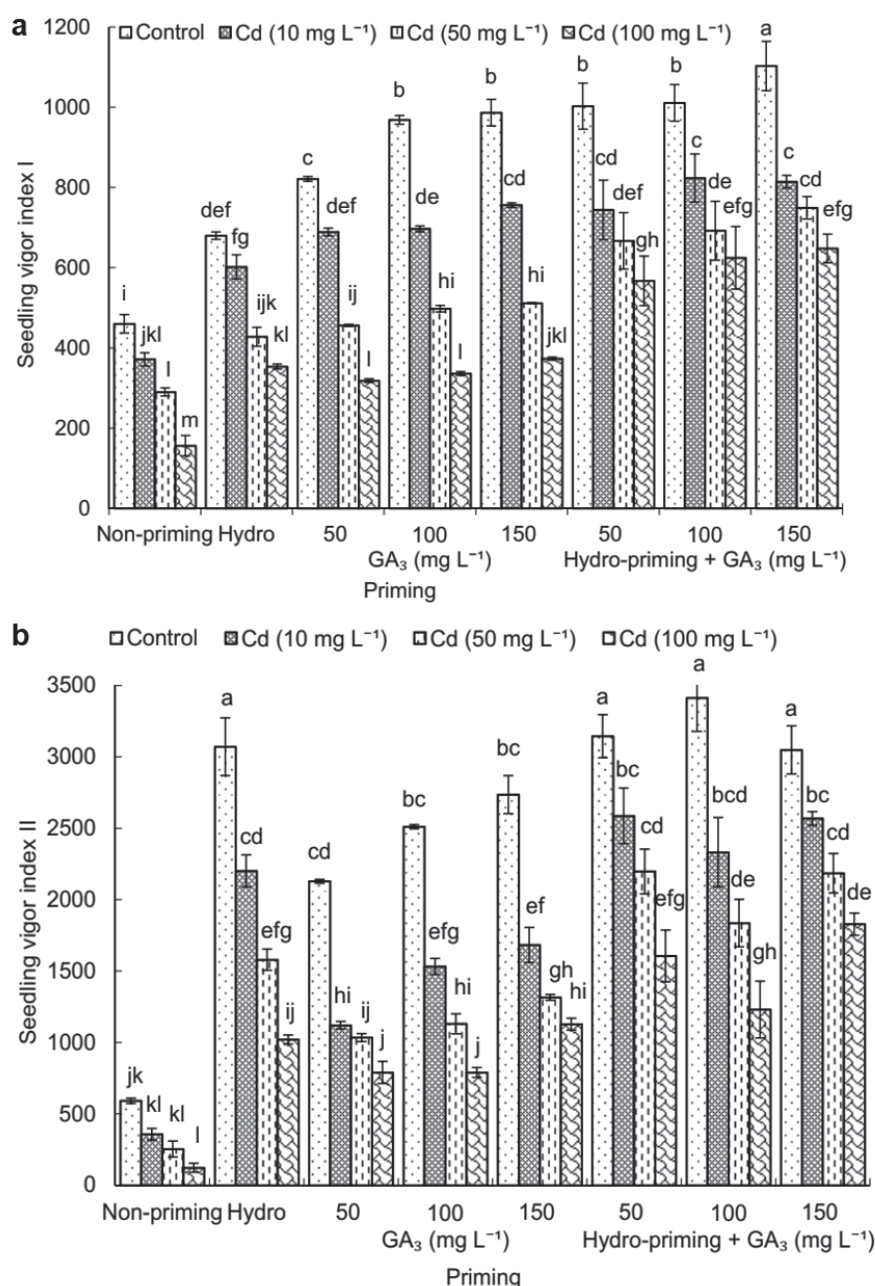 a
1200
Control Cd (10 mg L⁻¹) Cd (50 mg L⁻¹) Cd (100 mg L⁻¹)
a
b b b b
1000
c c c
800
def def de cd cd def de cd efg efg
fg gh
600
i hi hi
ijk ij
jkl kl jkl
400
l l l
m
200
0
Seedling vigor index I
Non-priming Hydro 50 100 150 50 100 150
GA₃ (mg L⁻¹) Hydro-priming + GA₃ (mg L⁻¹)
Priming
b
Control Cd (10 mg L⁻¹) Cd (50 mg L⁻¹) Cd (100 mg L⁻¹)
3500
a a a a
3000
bc bc bc bcd bc
2500
cd cd cd de cd
2000
efg efg ef efg de
1500
ij hi ij hi gh hi gh
1000
jk j j
500
kl kl l
0
Seedling vigor index II
Non-priming Hydro 50 100 150 50 100 150
GA₃ (mg L⁻¹) Hydro-priming + GA₃ (mg L⁻¹)
Priming